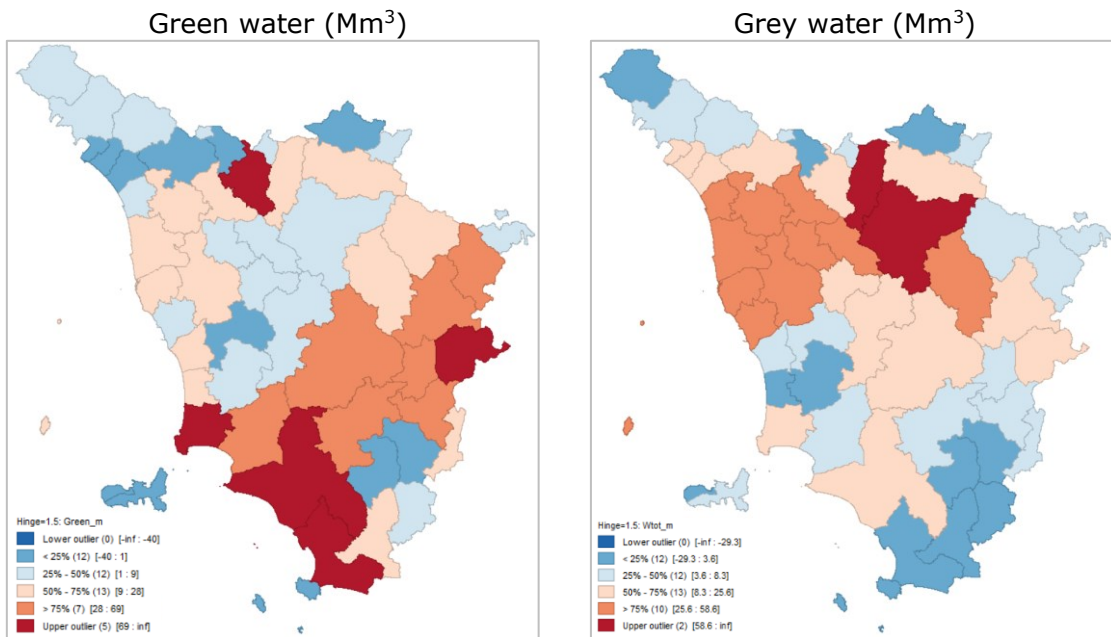 Green water (Mm³)
Hinge=1.5: Green_m
Lower outlier (0) [-inf : -40]
< 25% (12) [-40 : 1]
25% - 50% (12) [1 : 9]
50% - 75% (13) [9 : 28]
> 75% (7) [28 : 69]
Upper outlier (5) [69 : inf]
Grey water (Mm³)
Hinge=1.5: Wtot_m
Lower outlier (0) [-inf : -29.3]
< 25% (12) [-29.3 : 3.6]
25% - 50% (12) [3.6 : 8.3]
50% - 75% (13) [8.3 : 25.6]
> 75% (10) [25.6 : 58.6]
Upper outlier (2) [58.6 : inf]